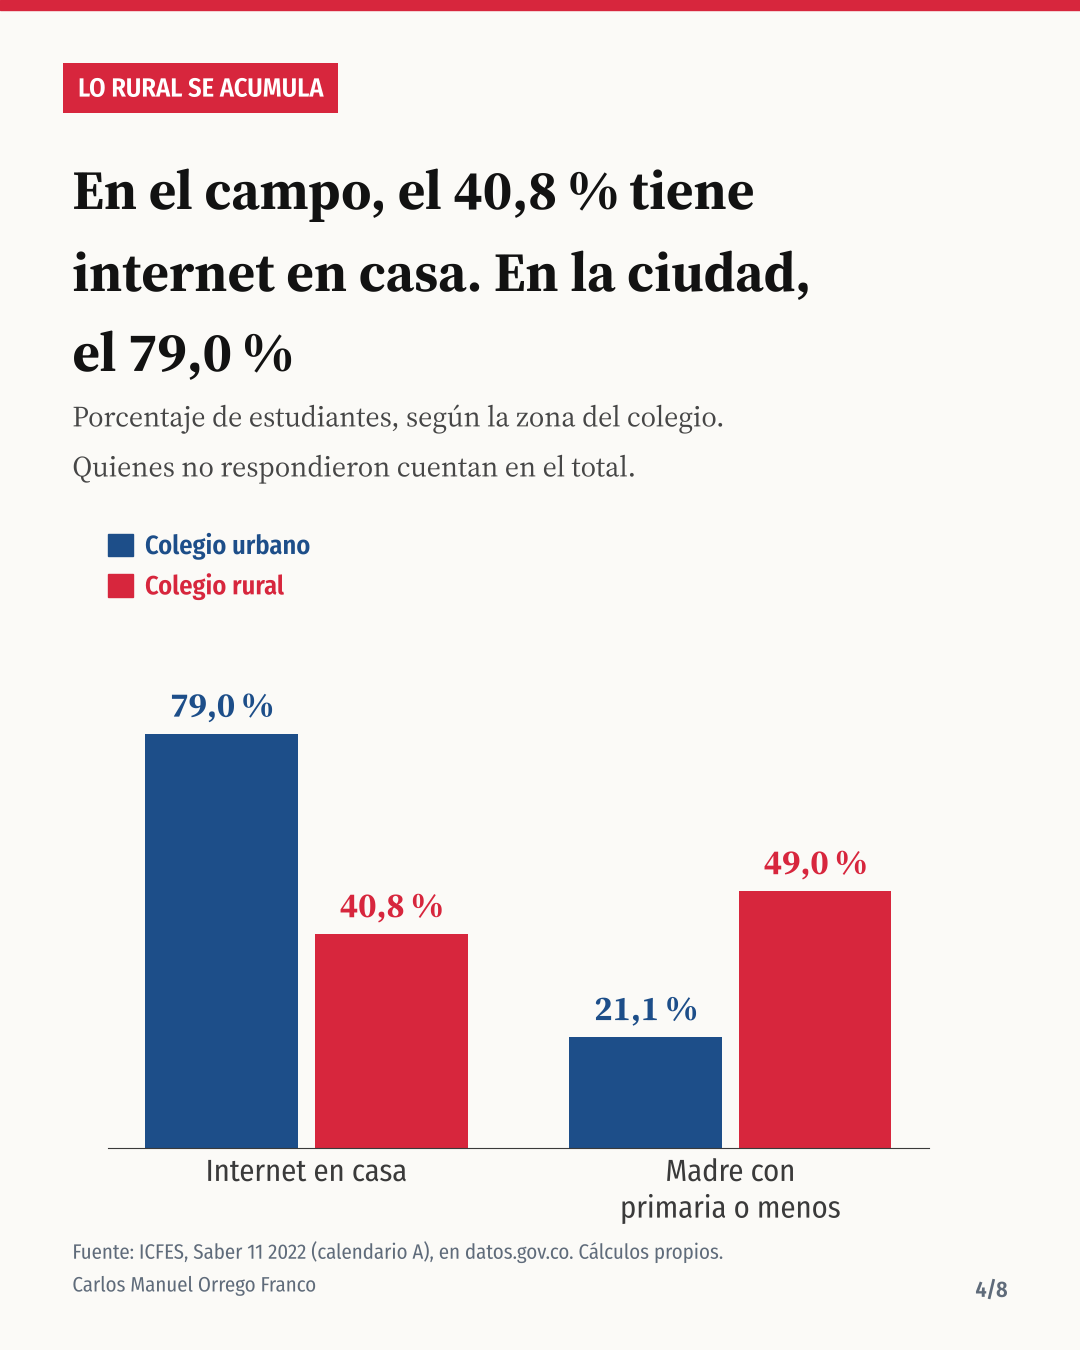 LO RURAL SE ACUMULA
En el campo, el 40,8 % tiene
internet en casa. En la ciudad,
el 79,0 %
Porcentaje de estudiantes, según la zona del colegio.
Quienes no respondieron cuentan en el total.
Colegio urbano
Colegio rural
79,0 %
40,8 %
21,1 %
49,0 %
Internet en casa
Madre con
primaria o menos
Fuente: ICFES, Saber 11 2022 (calendario A), en datos.gov.co. Cálculos propios.
Carlos Manuel Orrego Franco
4/8